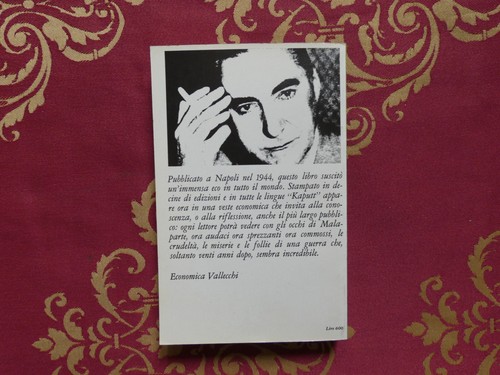 Pubblicato a Napoli nel 1944, questo libro suscitò
un'immensa eco in tutto il mondo. Stampato in de-
cine di edizioni e in tutte le lingue "Kaputt" appa-
re ora in una veste economica che invita alla cono-
scenza, o alla riflessione, anche il più largo pubbli-
co: ogni lettore potrà vedere con gli occhi di Mala-
parte, ora audaci ora sprezzanti ora commossi, le
crudeltà, le miserie e le follie di una guerra che,
soltanto venti anni dopo, sembra incredibile.
Economica Vallecchi
Lire